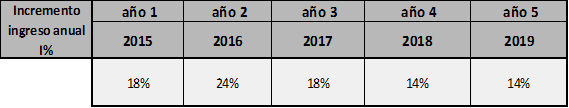 Incremento ingreso anual I% año 1 año 2 año 3 año 4 año 5
2015 2016 2017 2018 2019
18% 24% 18% 14% 14%